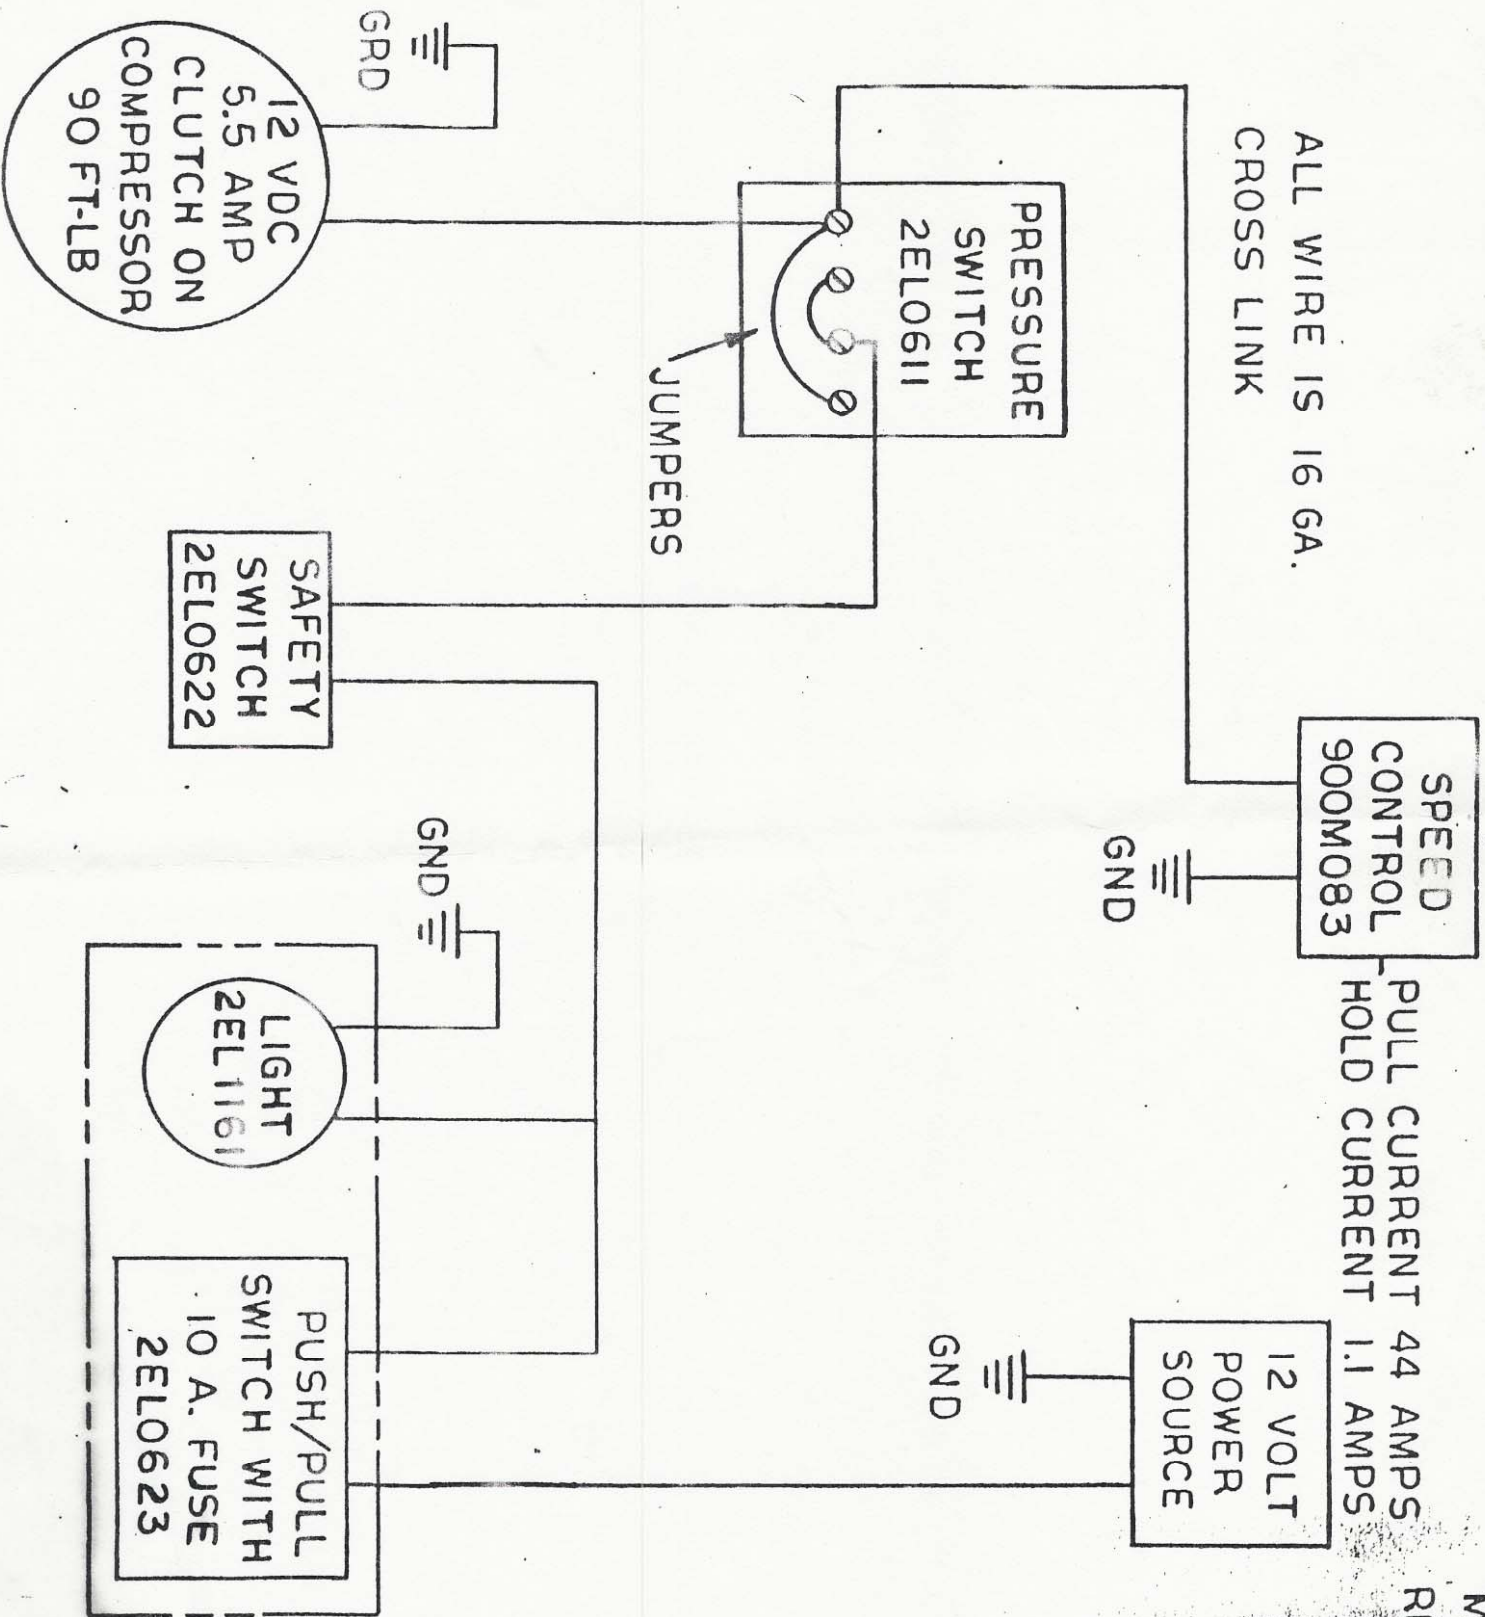 ALL WIRE IS 16 GA.
CROSS LINK
SPEED
CONTROL
900M083
PULL CURRENT 44 AMPS
HOLD CURRENT 1.1 AMPS
GND
12 VOLT
POWER
SOURCE
GND
PRESSURE
SWITCH
2EL0611
JUMPERS
GRD
12 VDC
5.5 AMP
CLUTCH ON
COMPRESSOR
90 FT-LB
SAFETY
SWITCH
2EL0622
GND
LIGHT
2EL1161
PUSH/PULL
SWITCH WITH
10 A. FUSE
2EL0623